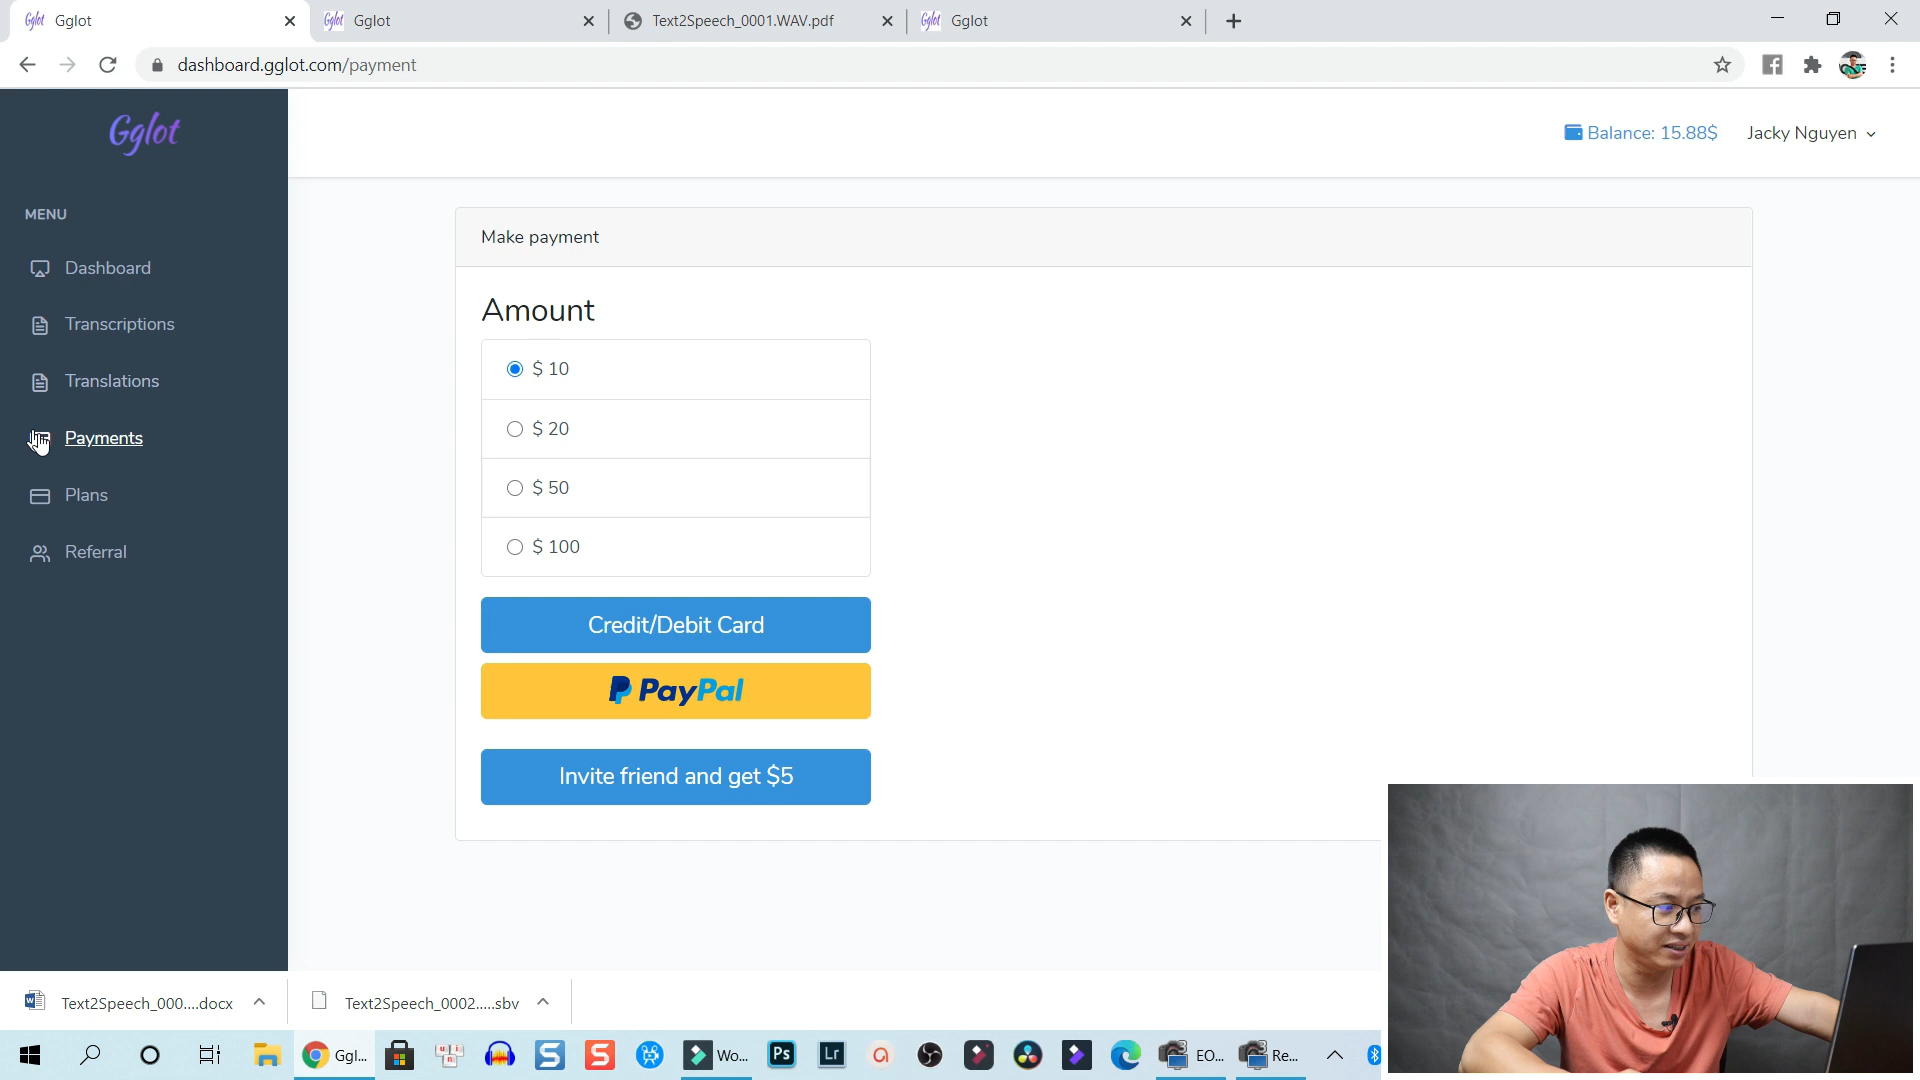 Gglot
Gglot
Text2Speech_0001.WAV.pdf
Gglot
dashboard.gglot.com/payment
Gglot
Balance: 15.88$
Jacky Nguyen
MENU
Dashboard
Transcriptions
Translations
Payments
Plans
Referral
Make payment
Amount
$ 10
$ 20
$ 50
$ 100
Credit/Debit Card
PayPal
Invite friend and get $5
Text2Speech_000....docx
Text2Speech_0002.....sbv
Ggl...
Wo...
Ps
Lr
EO...
Re...